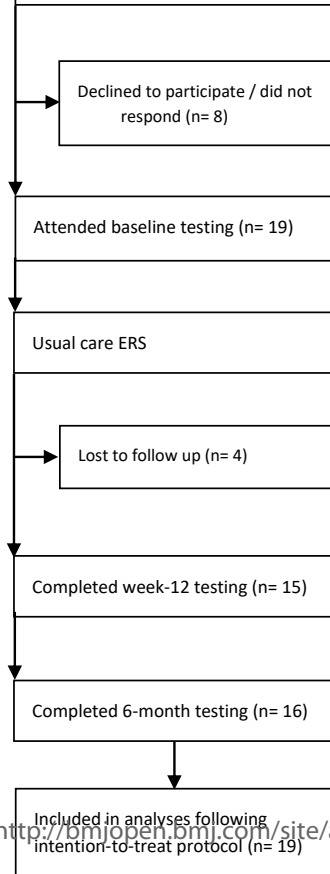 Declined to participate / did not
respond (n= 8)
Attended baseline testing (n= 19)
Usual care ERS
Lost to follow up (n= 4)
Completed week-12 testing (n= 15)
Completed 6-month testing (n= 16)
Included in analyses following
http://bmjopen.bmj.com/site/a
intention-to-treat protocol (n= 19)